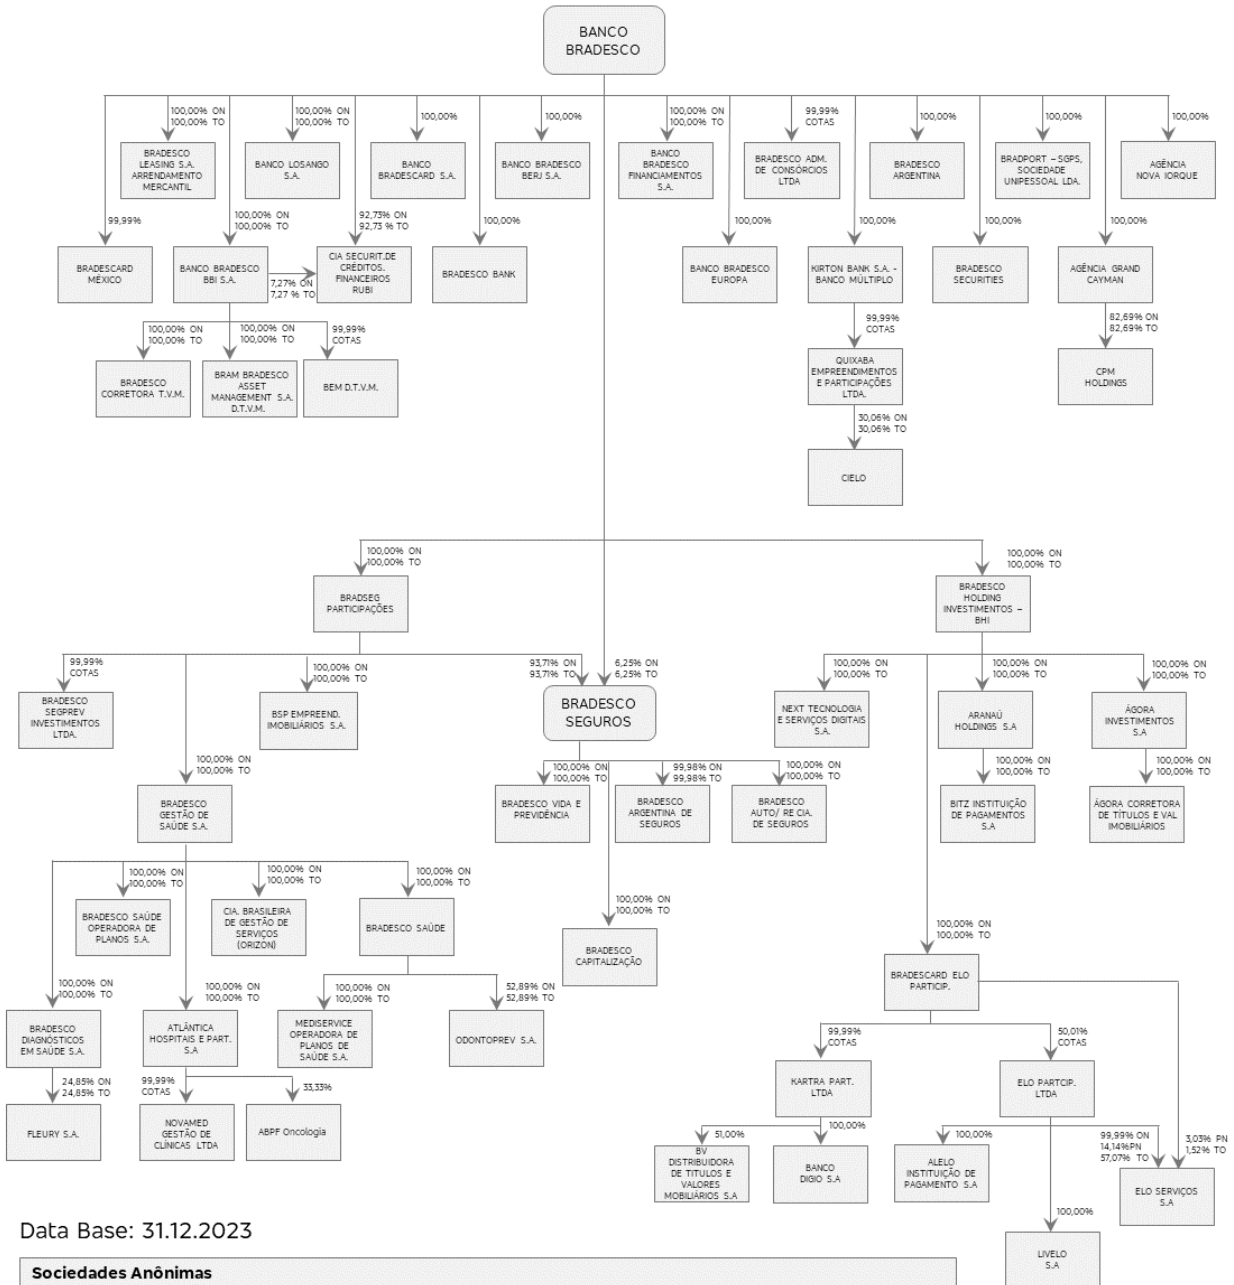 BANCO
BRADESCO
100,00% ON
100,00% TO
100,00% ON
100,00% TO
100,00%
100,00%
100,00% ON
100,00% TO
99,99%
COTAS
100,00%
100,00%
100,00%
BRADESCO
LEASING S.A.
ARRENDAMENTO
MERCANTIL
BANCO LOSANGO
S.A.
BANCO
BRADESCARD S.A.
BANCO BRADESCO
BERJ S.A.
BANCO
BRADESCO
FINANCIAMENTOS
S.A.
BRADESCO ADM.
DE CONSÓRCIOS
LTDA
BRADESCO
ARGENTINA
BRADPORT – SGPS,
SOCIEDADE
UNIPESSOAL LDA.
AGÊNCIA
NOVA IORQUE
99,99%
100,00% ON
100,00% TO
92,73% ON
92,73 % TO
100,00%
100,00%
100,00%
100,00%
100,00%
BRADESCARD
MÉXICO
BANCO BRADESCO
BBI S.A.
7,27% ON
7,27 % TO
CIA SECURIT.DE
CRÉDITOS.
FINANCEIROS
RUBI
BRADESCO BANK
BANCO BRADESCO
EUROPA
KIRTON BANK S.A. -
BANCO MÚLTIPLO
BRADESCO
SECURITIES
AGÊNCIA GRAND
CAYMAN
100,00% ON
100,00% TO
100,00% ON
100,00% TO
99,99%
COTAS
99,99%
COTAS
82,69% ON
82,69% TO
BRADESCO
CORRETORA T.V.M.
BRAM BRADESCO
ASSET
MANAGEMENT S.A.
D.T.V.M.
BEM D.T.V.M.
QUIXABA
EMPREENDIMENTOS
E PARTICIPAÇÕES
LTDA.
CPM
HOLDINGS
30,06% ON
30,06% TO
CIELO
100,00% ON
100,00% TO
100,00% ON
100,00% TO
BRADSEG
PARTICIPAÇÕES
BRADESCO
HOLDING
INVESTIMENTOS –
BHI
99,99%
COTAS
100,00% ON
100,00% TO
93,71% ON
93,71% TO
6,25% ON
6,25% TO
100,00% ON
100,00% TO
100,00% ON
100,00% TO
100,00% ON
100,00% TO
BRADESCO
SEGPREV
INVESTIMENTOS
LTDA.
BSP EMPREEND.
IMOBILIÁRIOS S.A.
BRADESCO
SEGUROS
NEXT TECNOLOGIA
E SERVIÇOS DIGITAIS
S.A.
ARANAÚ
HOLDINGS S.A
ÁGORA
INVESTIMENTOS
S.A
100,00% ON
100,00% TO
100,00% ON
100,00% TO
99,98% ON
99,98% TO
100,00% ON
100,00% TO
100,00% ON
100,00% TO
100,00% ON
100,00% TO
BRADESCO
GESTÃO DE
SAÚDE S.A.
BRADESCO VIDA E
PREVIDÊNCIA
BRADESCO
ARGENTINA DE
SEGUROS
BRADESCO
AUTO/ RE CIA.
DE SEGUROS
BITZ INSTITUIÇÃO
DE PAGAMENTOS
S.A
ÁGORA CORRETORA
DE TÍTULOS E VAL
IMOBILIÁRIOS
100,00% ON
100,00% TO
100,00% ON
100,00% TO
100,00% ON
100,00% TO
100,00% ON
100,00% TO
100,00% ON
100,00% TO
BRADESCO SAÚDE
OPERADORA DE
PLANOS S.A.
CIA. BRASILEIRA
DE GESTÃO DE
SERVIÇOS
(ORIZON)
BRADESCO SAÚDE
BRADESCO
CAPITALIZAÇÃO
BRADESCARD ELO
PARTICIP.
100,00% ON
100,00% TO
100,00% ON
100,00% TO
100,00% ON
100,00% TO
52,89% ON
52,89% TO
BRADESCO
DIAGNÓSTICOS
EM SAÚDE S.A.
ATLÂNTICA
HOSPITAIS E PART.
S.A
MEDISERVICE
OPERADORA DE
PLANOS DE
SAÚDE S.A.
ODONTOPREV S.A.
99,99%
COTAS
50,01%
COTAS
24,85% ON
24,85% TO
99,99%
COTAS
33,33%
KARTRA PART.
LTDA
ELO PARTCIP.
LTDA
FLEURY S.A.
NOVAMED
GESTÃO DE
CLÍNICAS LTDA
ABPF Oncologia
51,00%
100,00%
100,00%
99,99% ON
14,14%PN
57,07% TO
3,03% PN
1,52% TO
BV
DISTRIBUIDORA
DE TITULOS E
VALORES
MOBILIÁRIOS S.A
BANCO
DIGIO S.A
ALELO
INSTITUIÇÃO DE
PAGAMENTO S.A
ELO SERVIÇOS
S.A
100,00%
LIVELO
S.A
Data Base: 31.12.2023
Sociedades Anônimas